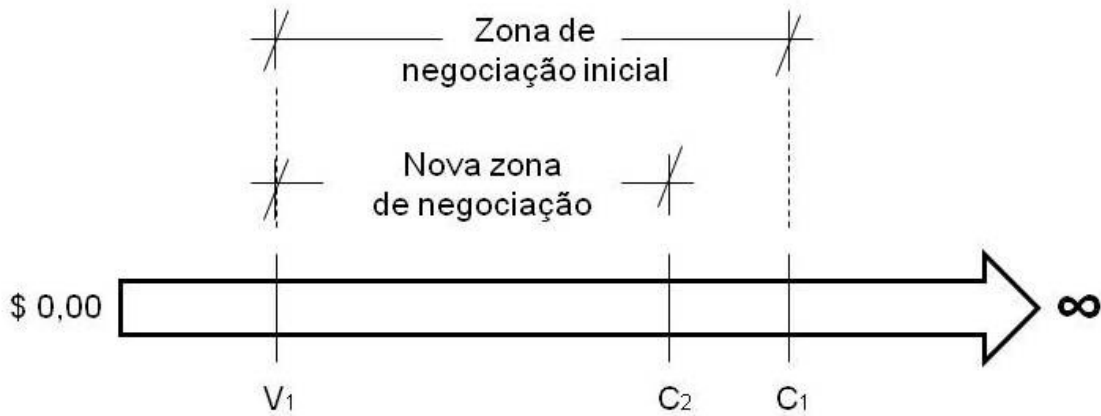 Zona de
negociação inicial
Nova zona
de negociação
$ 0,00
∞
V1
C2
C1